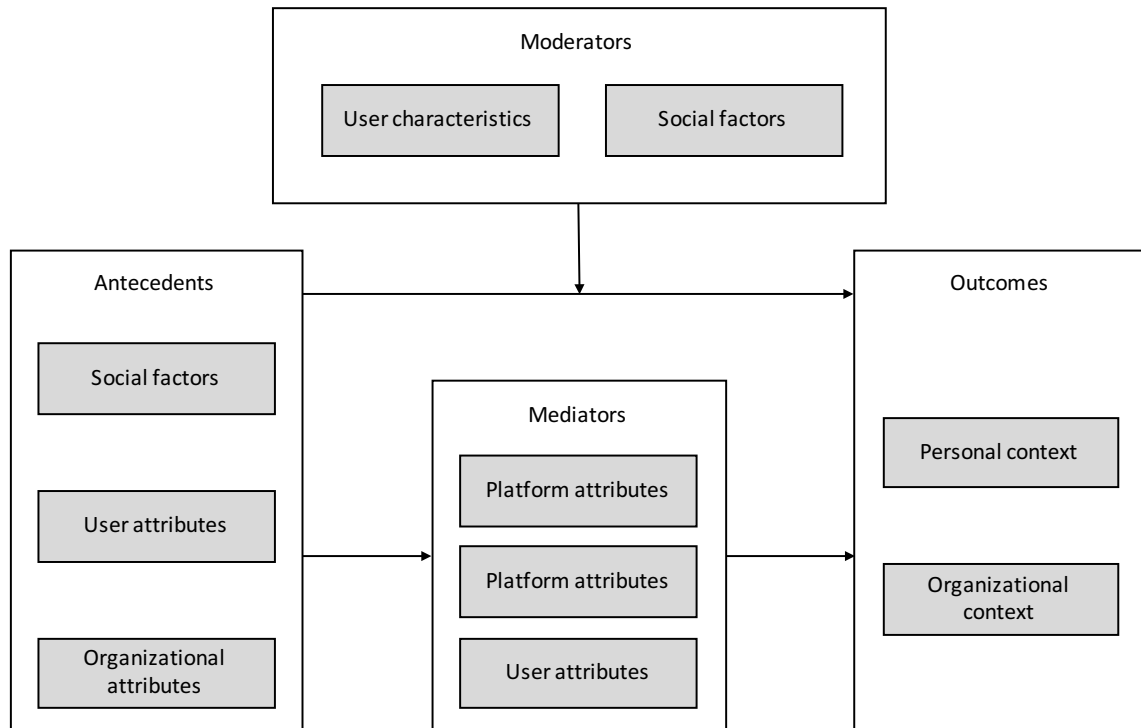 Moderators
User characteristics
Social factors
Antecedents
Social factors
User attributes
Organizational
attributes
Mediators
Platform attributes
Platform attributes
User attributes
Outcomes
Personal context
Organizational
context